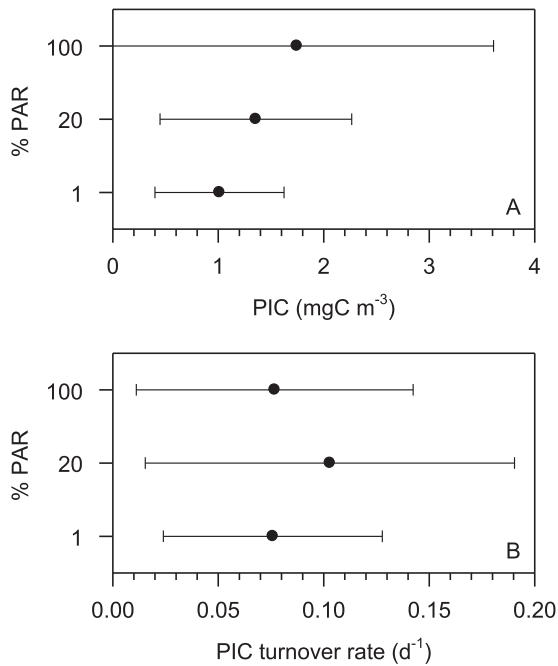 100
20
1
% PAR
A
0 1 2 3 4
PIC (mgC m⁻³)
100
20
1
% PAR
B
0.00 0.05 0.10 0.15 0.20
PIC turnover rate (d⁻¹)